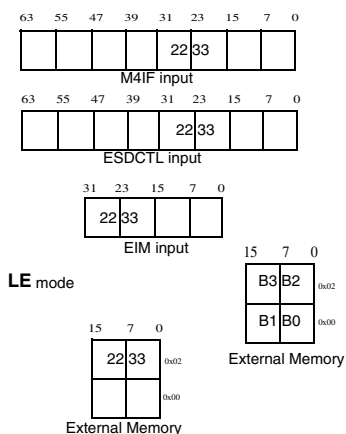 63 55 47 39 31 23 15 7 0
22 33
M4IF input
63 55 47 39 31 23 15 7 0
22 33
ESDCTL input
31 23 15 7 0
22 33
EIM input
LE mode
15 7 0
B3 B2 0x02
B1 B0 0x00
External Memory
15 7 0
22 33 0x02
0x00
External Memory